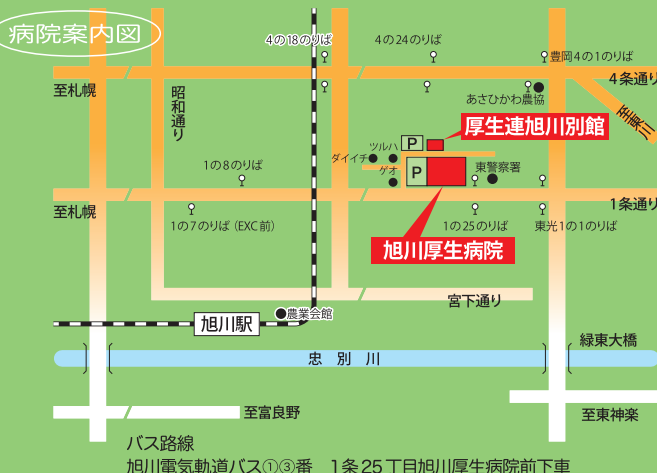 病院案内図
4の18のりば
4の24のりば
豊岡4の1のりば
至札幌
昭和通り
4条通り
あさひかわ農協
至東川
厚生連旭川別館
P
ツルハ
ダイイチ
ゲオ
P
東警察署
1の8のりば
至札幌
1条通り
1の7のりば (EXC前)
1の25のりば
東光1の1のりば
旭川厚生病院
宮下通り
農業会館
旭川駅
緑東大橋
忠別川
至富良野
至東神楽
バス路線
旭川電気軌道バス①③番 1条25丁目旭川厚生病院前下車